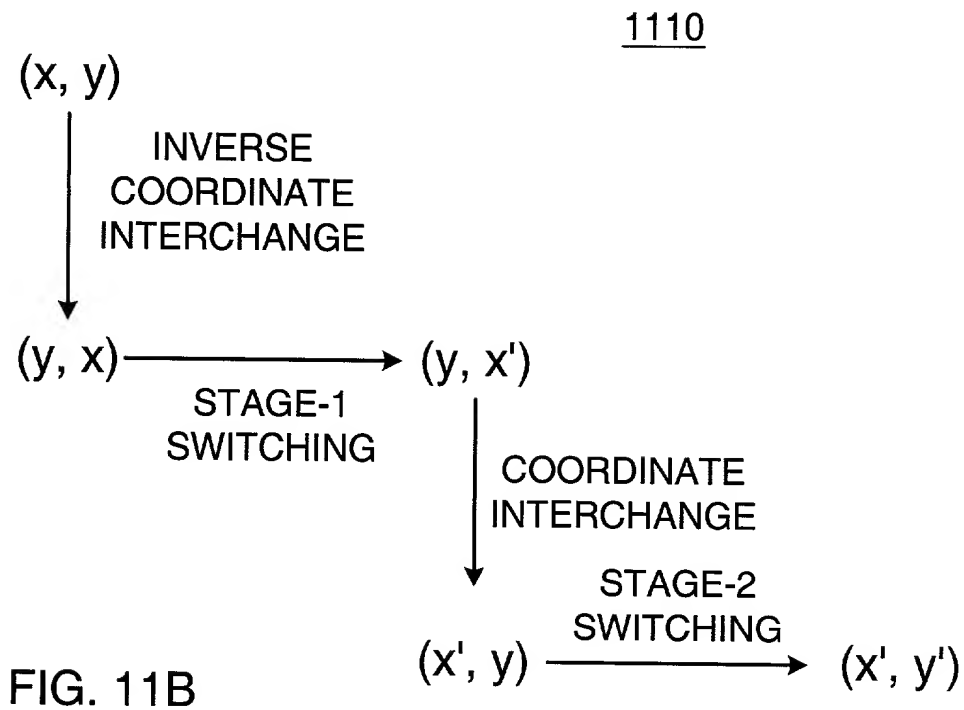 1110
(x, y)
INVERSE
COORDINATE
INTERCHANGE
(y, x)
(y, x')
STAGE-1
SWITCHING
COORDINATE
INTERCHANGE
STAGE-2
SWITCHING
(x', y)
(x', y')
FIG. 11B